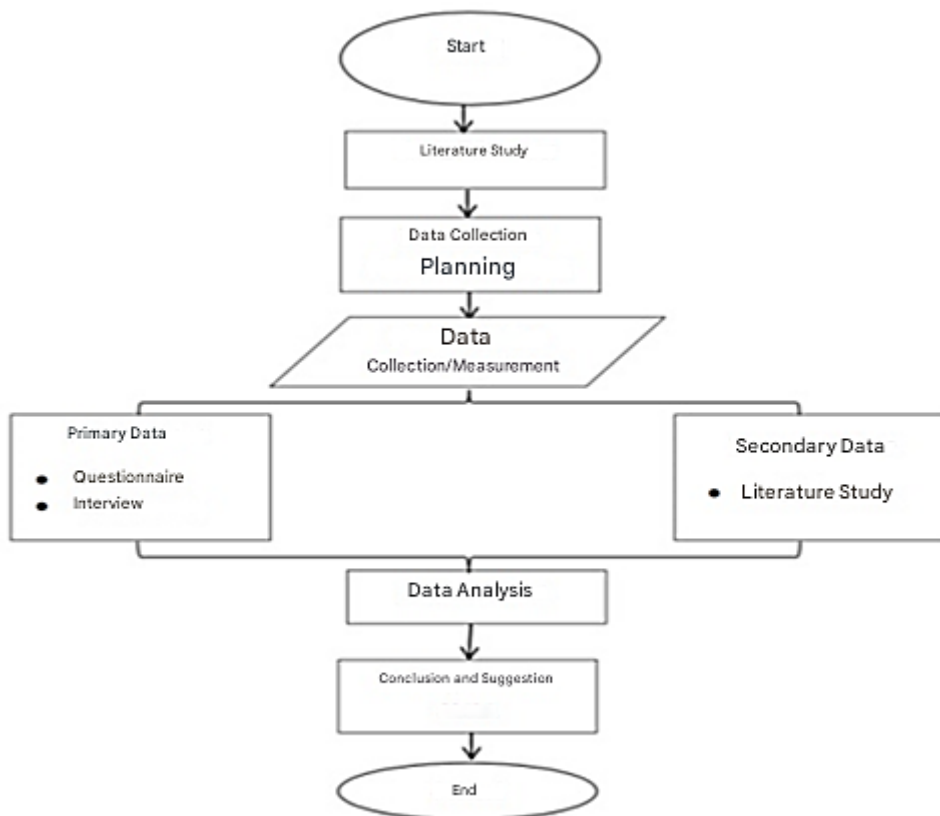 Start
Literature Study
Data Collection
Planning
Data
Collection/Measurement
Primary Data
Questionnaire
Interview
Secondary Data
Literature Study
Data Analysis
Conclusion and Suggestion
End